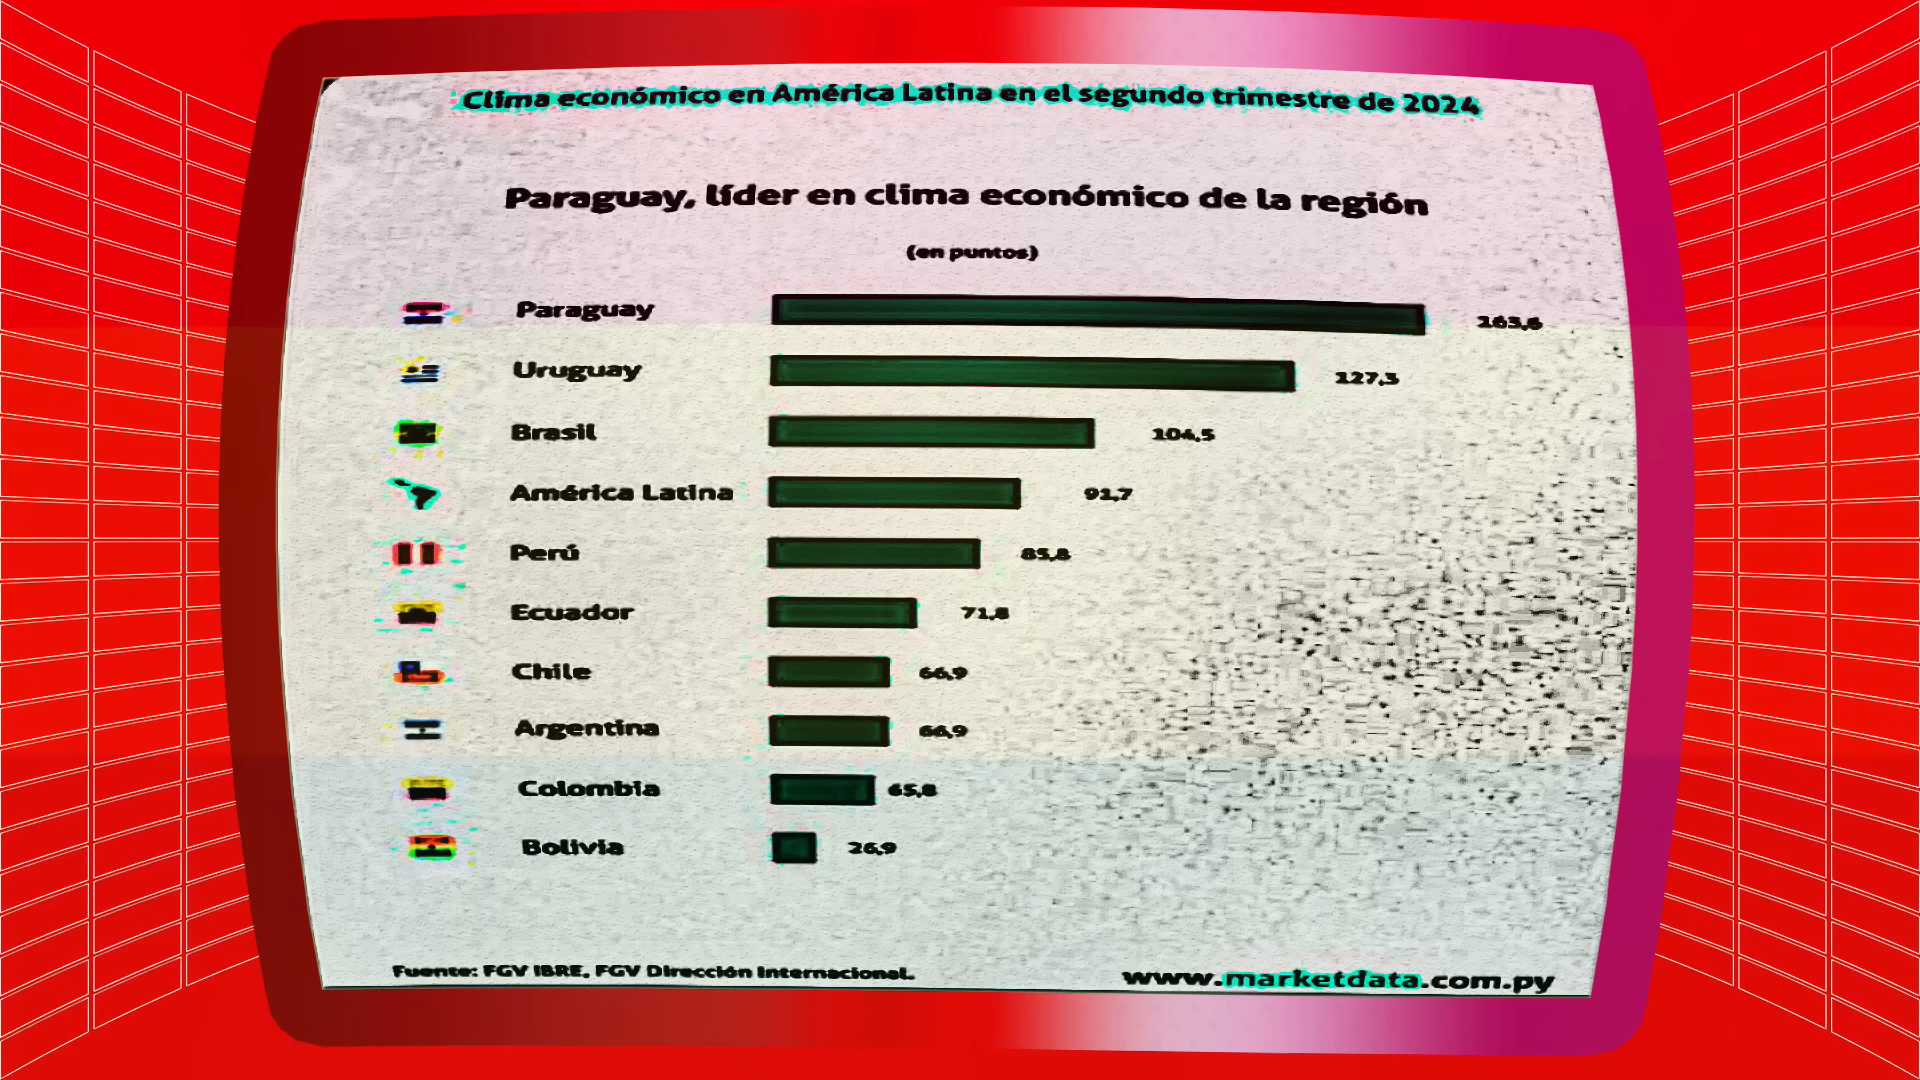 Clima económico en América Latina en el segundo trimestre de 2024
Paraguay, líder en clima económico de la región
(en puntos)
Paraguay 163,6
Uruguay 127,3
Brasil 104,5
América Latina 91,7
Perú 85,8
Ecuador 71,8
Chile 66,9
Argentina 66,9
Colombia 65,8
Bolivia 26,9
Fuente: FGV IBRE, FGV Dirección Internacional.
www.marketdata.com.py